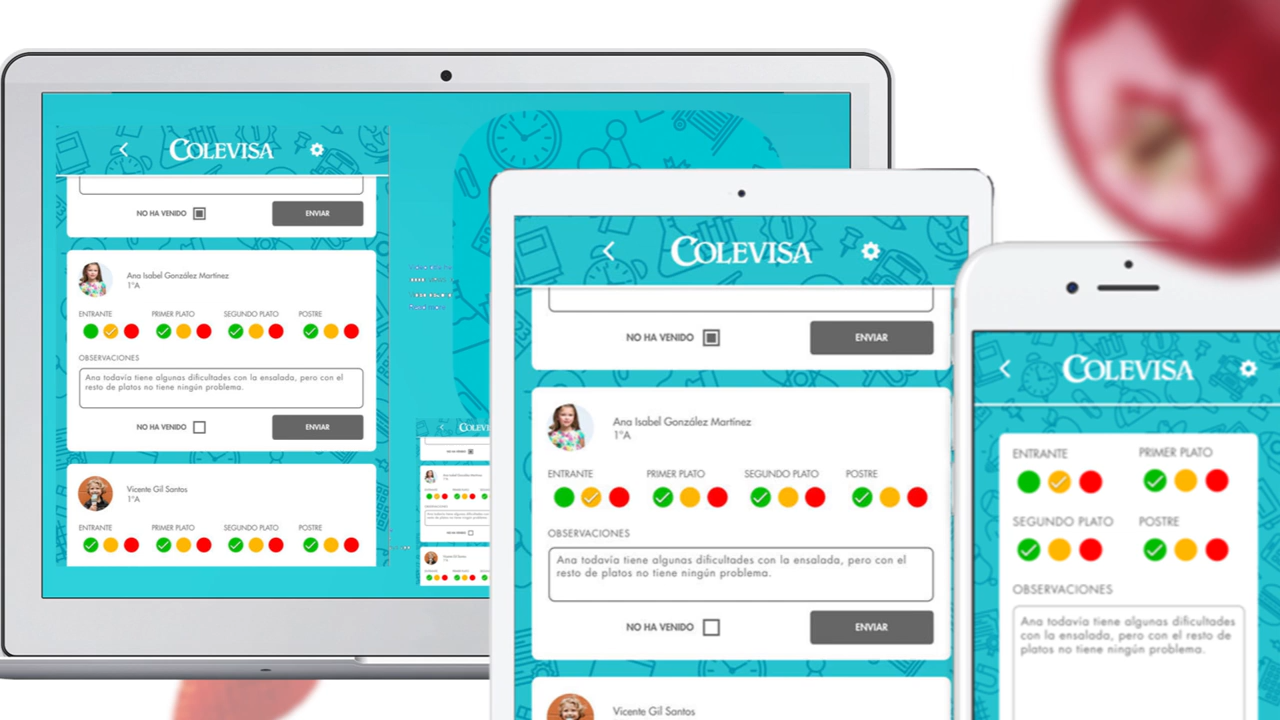 COLEVISA
NO HA VENIDO
ENVIAR
Ana Isabel González Martínez
1ºA
ENTRANTE PRIMER PLATO SEGUNDO PLATO POSTRE
OBSERVACIONES
Ana todavía tiene algunas dificultades con la ensalada, pero con el
resto de platos no tiene ningún problema.
NO HA VENIDO
ENVIAR
Vicente Gil Santos
1ºA
ENTRANTE PRIMER PLATO SEGUNDO PLATO POSTRE
COLEVISA
NO HA VENIDO
ENVIAR
Ana Isabel González Martínez
1ºA
ENTRANTE PRIMER PLATO SEGUNDO PLATO POSTRE
OBSERVACIONES
Ana todavía tiene algunas dificultades con la ensalada, pero con el
resto de platos no tiene ningún problema.
NO HA VENIDO
ENVIAR
Vicente Gil Santos
COLEVISA
ENTRANTE PRIMER PLATO
SEGUNDO PLATO POSTRE
OBSERVACIONES
Ana todavía tiene algunas dificultades
con la ensalada, pero con el resto de
platos no tiene ningún problema.